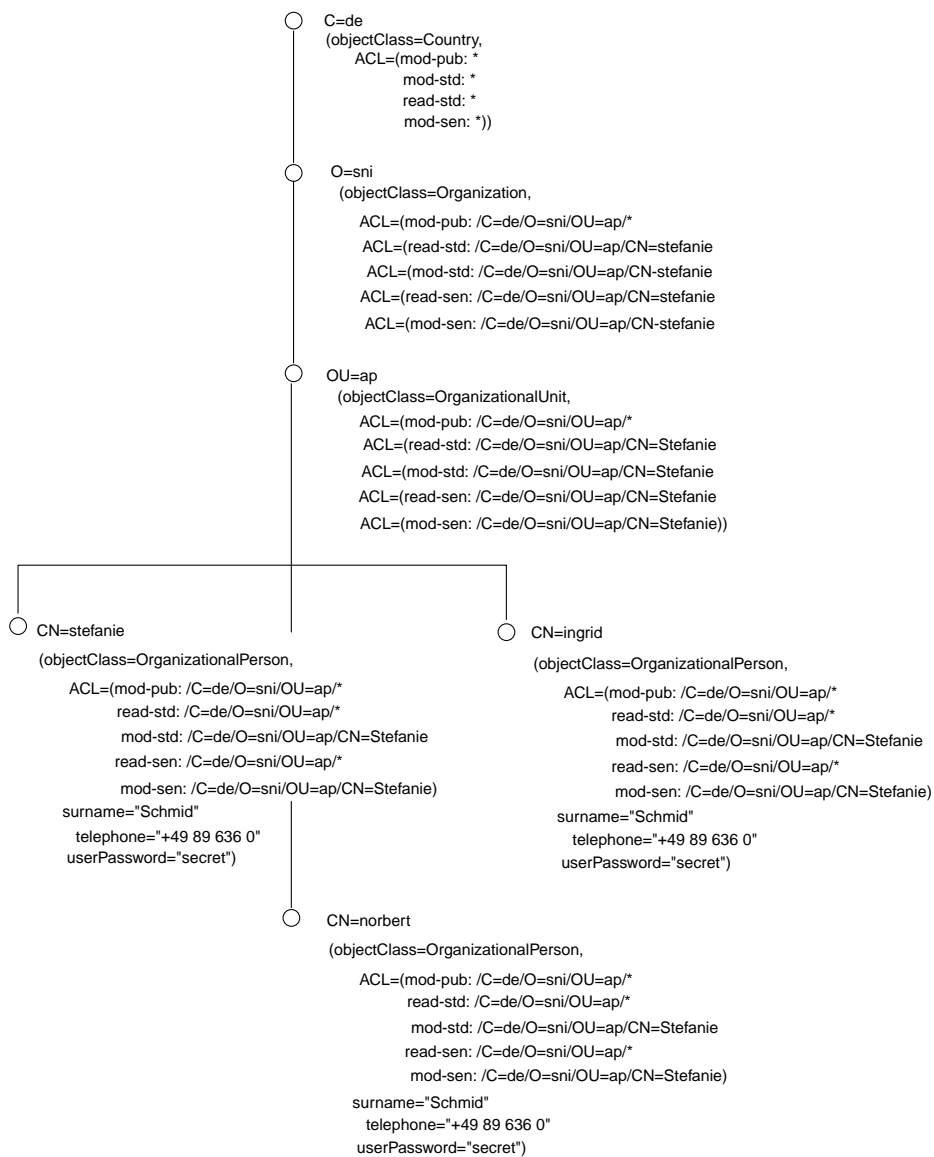 C=de
(objectClass=Country,
ACL=(mod-pub: *
mod-std: *
read-std: *
mod-sen: *))
O=sni
(objectClass=Organization,
ACL=(mod-pub: /C=de/O=sni/OU=ap/*
ACL=(read-std: /C=de/O=sni/OU=ap/CN=stefanie
ACL=(mod-std: /C=de/O=sni/OU=ap/CN-stefanie
ACL=(read-sen: /C=de/O=sni/OU=ap/CN=stefanie
ACL=(mod-sen: /C=de/O=sni/OU=ap/CN-stefanie
OU=ap
(objectClass=OrganizationalUnit,
ACL=(mod-pub: /C=de/O=sni/OU=ap/*
ACL=(read-std: /C=de/O=sni/OU=ap/CN=Stefanie
ACL=(mod-std: /C=de/O=sni/OU=ap/CN=Stefanie
ACL=(read-sen: /C=de/O=sni/OU=ap/CN=Stefanie
ACL=(mod-sen: /C=de/O=sni/OU=ap/CN=Stefanie))
CN=stefanie
(objectClass=OrganizationalPerson,
ACL=(mod-pub: /C=de/O=sni/OU=ap/*
read-std: /C=de/O=sni/OU=ap/*
mod-std: /C=de/O=sni/OU=ap/CN=Stefanie
read-sen: /C=de/O=sni/OU=ap/*
mod-sen: /C=de/O=sni/OU=ap/CN=Stefanie)
surname="Schmid"
telephone="+49 89 636 0"
userPassword="secret")
CN=ingrid
(objectClass=OrganizationalPerson,
ACL=(mod-pub: /C=de/O=sni/OU=ap/*
read-std: /C=de/O=sni/OU=ap/*
mod-std: /C=de/O=sni/OU=ap/CN=Stefanie
read-sen: /C=de/O=sni/OU=ap/*
mod-sen: /C=de/O=sni/OU=ap/CN=Stefanie)
surname="Schmid"
telephone="+49 89 636 0"
userPassword="secret")
CN=norbert
(objectClass=OrganizationalPerson,
ACL=(mod-pub: /C=de/O=sni/OU=ap/*
read-std: /C=de/O=sni/OU=ap/*
mod-std: /C=de/O=sni/OU=ap/CN=Stefanie
read-sen: /C=de/O=sni/OU=ap/*
mod-sen: /C=de/O=sni/OU=ap/CN=Stefanie)
surname="Schmid"
telephone="+49 89 636 0"
userPassword="secret")